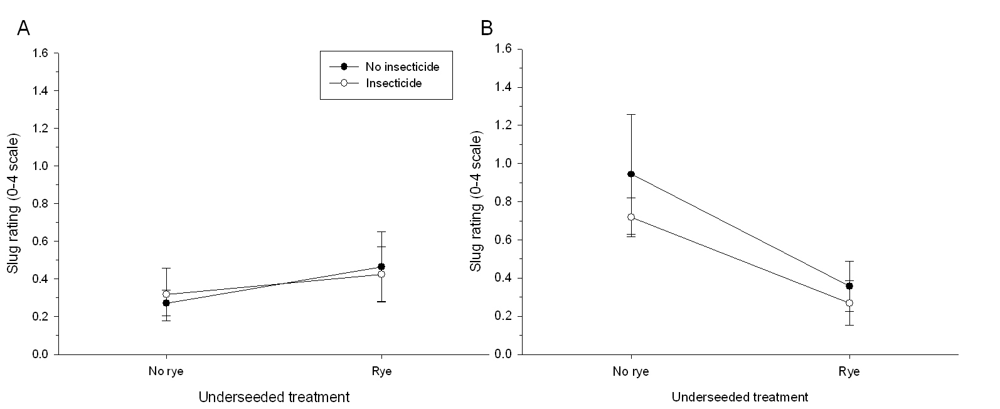 A
Slug rating (0-4 scale)
1.6
1.4
1.2
1.0
0.8
0.6
0.4
0.2
0.0
No insecticide
Insecticide
No rye
Rye
Underseeded treatment
B
Slug rating (0-4 scale)
1.6
1.4
1.2
1.0
0.8
0.6
0.4
0.2
0.0
No rye
Rye
Underseeded treatment